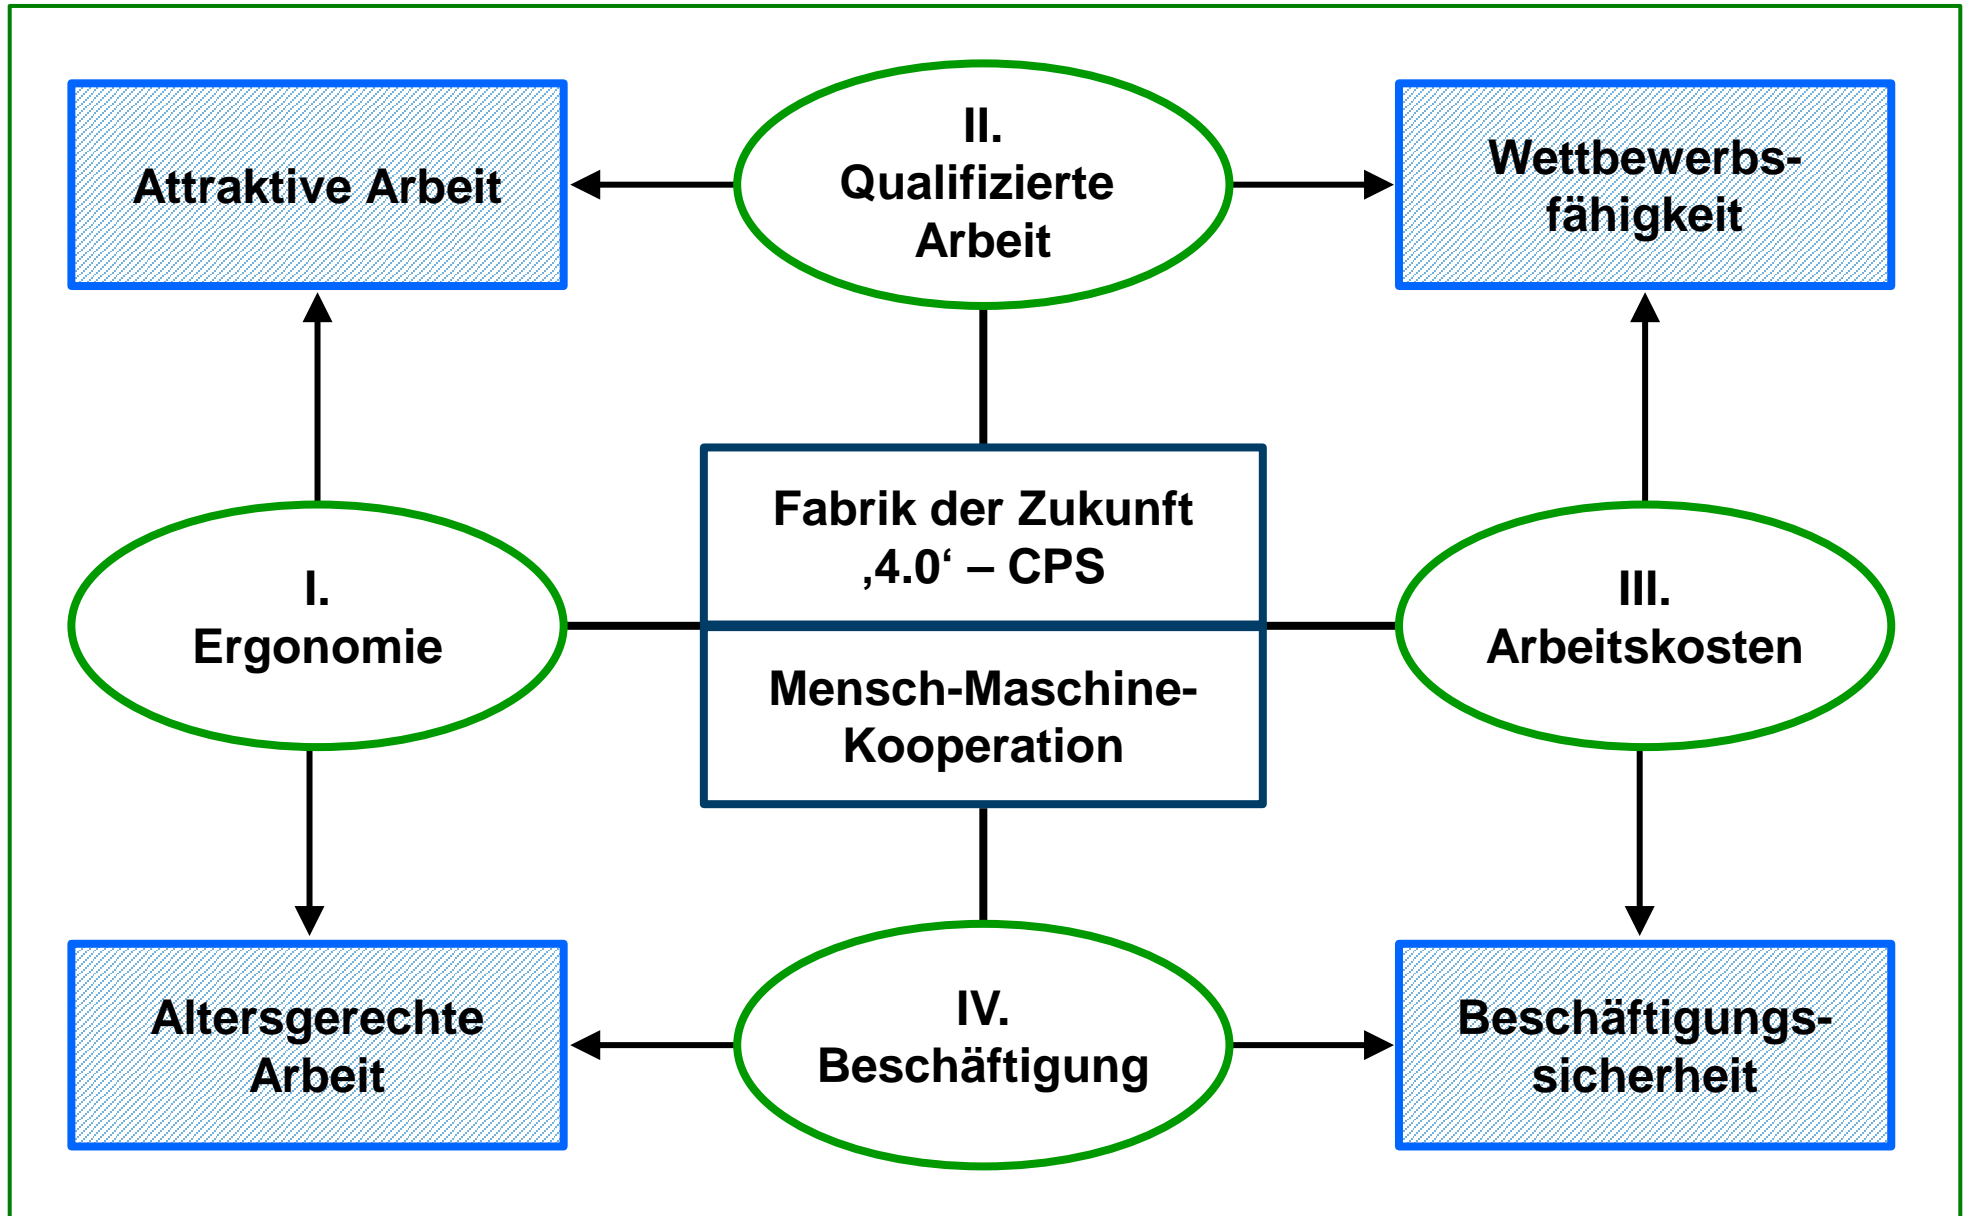 II.
Qualifizierte
Arbeit
Attraktive Arbeit
Wettbewerbs-
fähigkeit
Fabrik der Zukunft
‚4.0‘ – CPS
I.
Ergonomie
III.
Arbeitskosten
Mensch-Maschine-
Kooperation
Altersgerechte
Arbeit
IV.
Beschäftigung
Beschäftigungs-
sicherheit